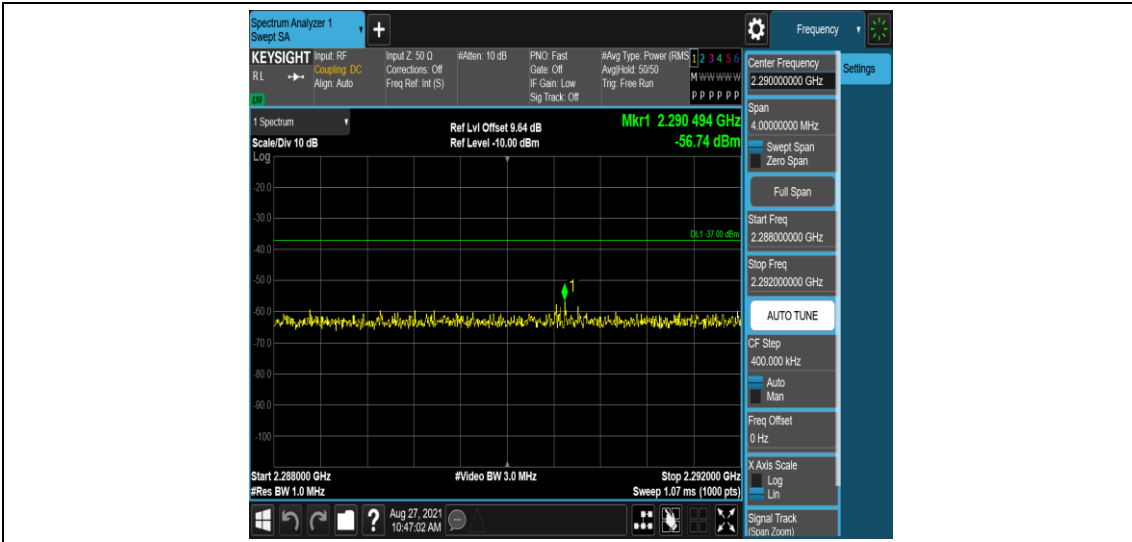 Spectrum Analyzer 1
Swept SA
+
Frequency
KEYSIGHT
RL
LXI
Input: RF
Coupling: DC
Align: Auto
Input Z: 50 Ω
Corrections: Off
Freq Ref: Int (S)
#Atten: 10 dB
PNO: Fast
Gate: Off
IF Gain: Low
Sig Track: Off
#Avg Type: Power (RMS
Avg|Hold: 50/50
Trig: Free Run
1 2 3 4 5 6
M W W W W W
P P P P P P
Center Frequency
2.290000000 GHz
Settings
Span
4.00000000 MHz
Swept Span
Zero Span
Full Span
Start Freq
2.288000000 GHz
Stop Freq
2.292000000 GHz
AUTO TUNE
CF Step
400.000 kHz
Auto
Man
Freq Offset
0 Hz
X Axis Scale
Log
Lin
Signal Track
(Span Zoom)
1 Spectrum
Scale/Div 10 dB
Log
Ref Lvl Offset 9.64 dB
Ref Level -10.00 dBm
Mkr1 2.290 494 GHz
-56.74 dBm
-20.0
-30.0
DL1 -37.00 dBm
-40.0
-50.0
1
-60.0
-70.0
-80.0
-90.0
-100
Start 2.288000 GHz
#Res BW 1.0 MHz
#Video BW 3.0 MHz
Stop 2.292000 GHz
Sweep 1.07 ms (1000 pts)
?
Aug 27, 2021
10:47:02 AM